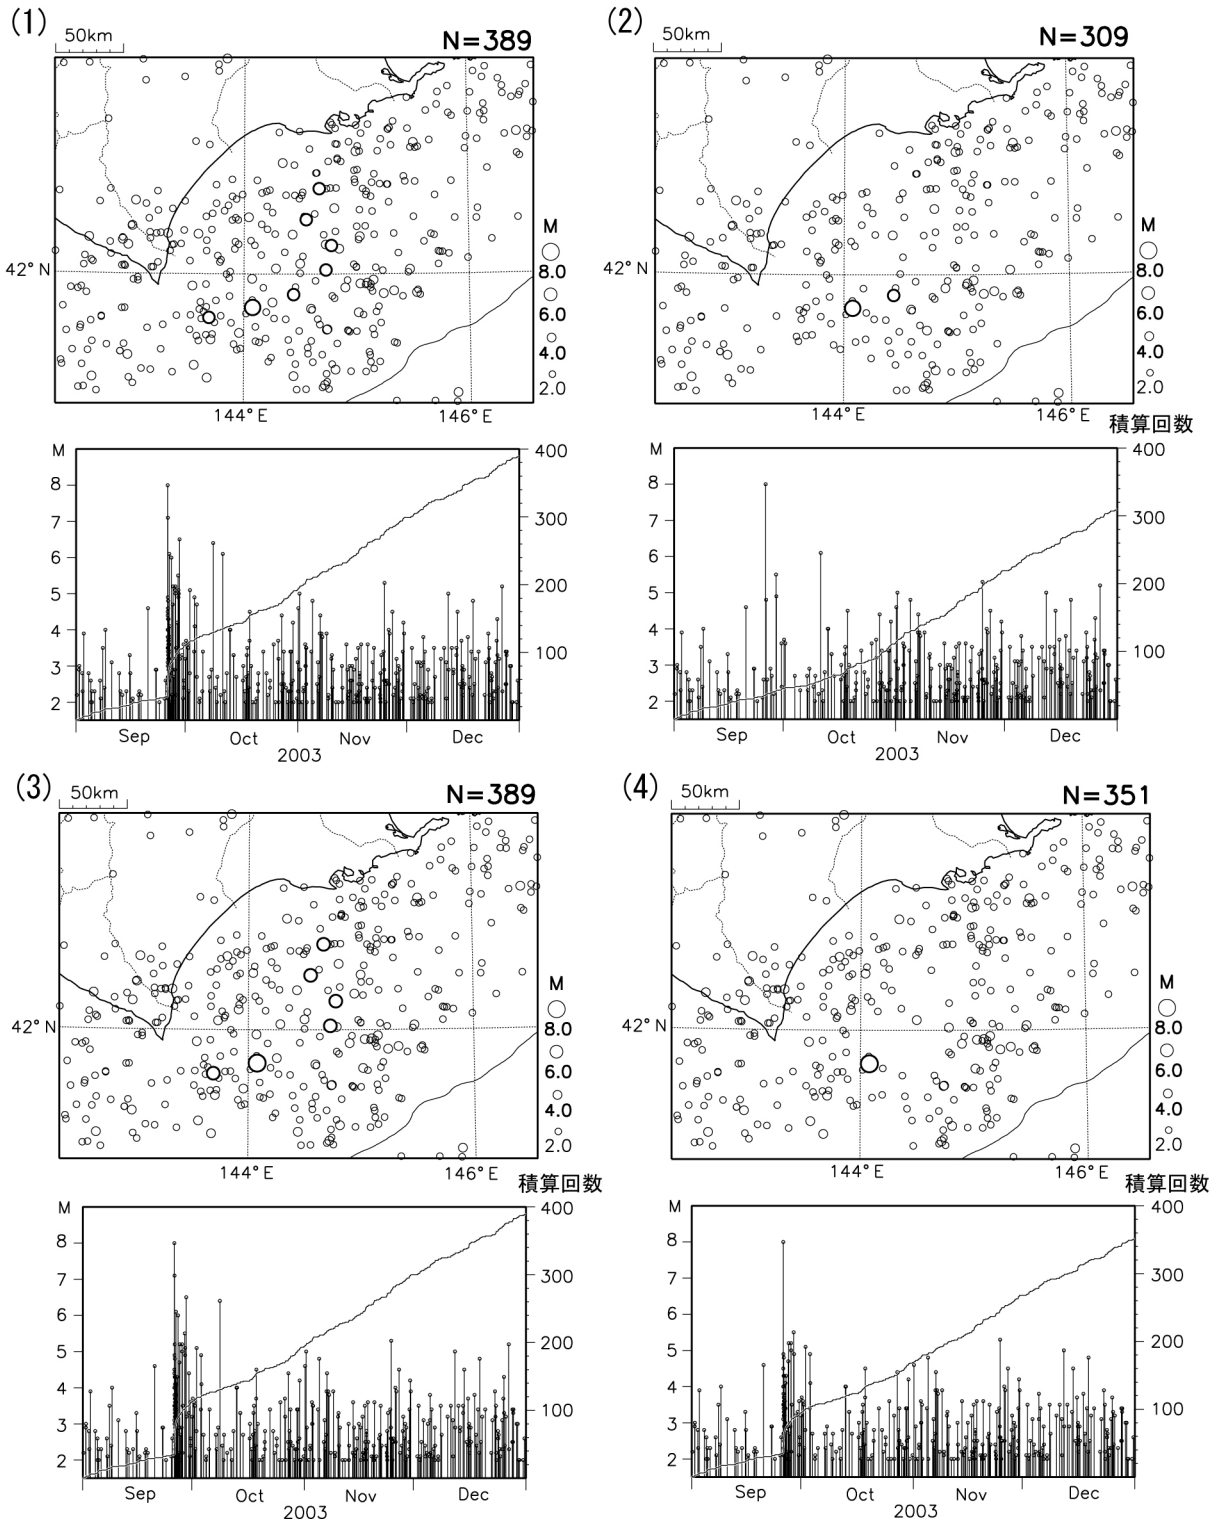 (1)
50km
N=389
42°N
144°E
146°E
M
8.0
6.0
4.0
2.0
M
8
7
6
5
4
3
2
400
300
200
100
Sep
Oct
Nov
Dec
2003
(2)
50km
N=309
42°N
144°E
146°E
M
8.0
6.0
4.0
2.0
積算回数
M
8
7
6
5
4
3
2
400
300
200
100
Sep
Oct
Nov
Dec
2003
(3)
50km
N=389
42°N
144°E
146°E
M
8.0
6.0
4.0
2.0
積算回数
M
8
7
6
5
4
3
2
400
300
200
100
Sep
Oct
Nov
Dec
2003
(4)
50km
N=351
42°N
144°E
146°E
M
8.0
6.0
4.0
2.0
積算回数
M
8
7
6
5
4
3
2
400
300
200
100
Sep
Oct
Nov
Dec
2003